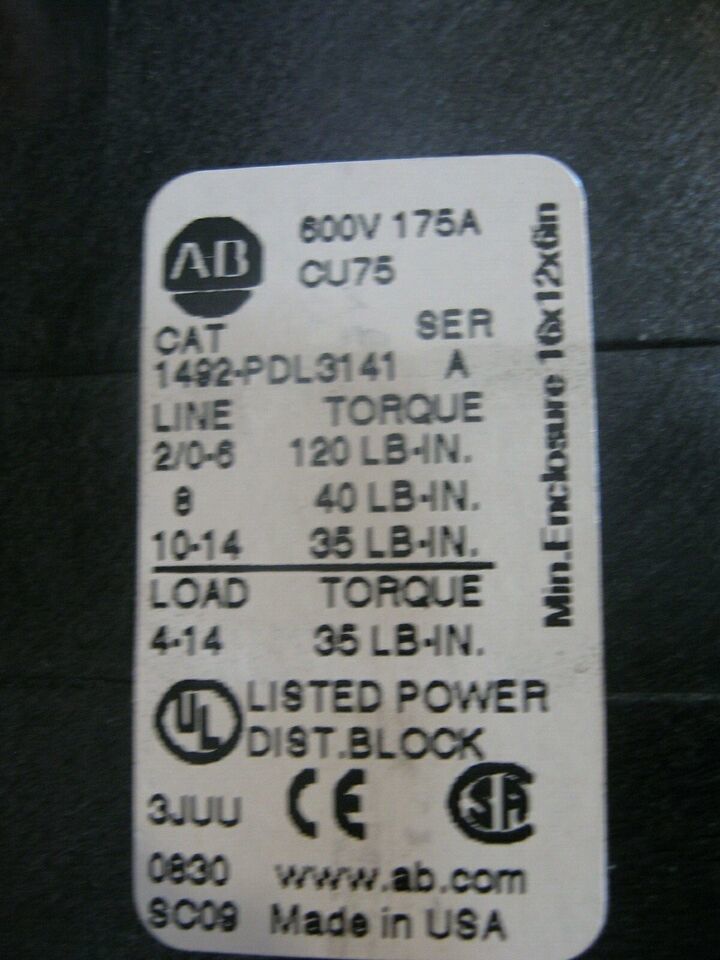 AB
600V 175A
CU75
CAT SER
1492-PDL3141 A
LINE TORQUE
2/0-6 120 LB-IN.
8 40 LB-IN.
10-14 35 LB-IN.
LOAD TORQUE
4-14 35 LB-IN.
UL LISTED POWER
DIST.BLOCK
3JUU CE SA
0830 www.ab.com
SC09 Made in USA
Min.Enclosure 16x12x6in